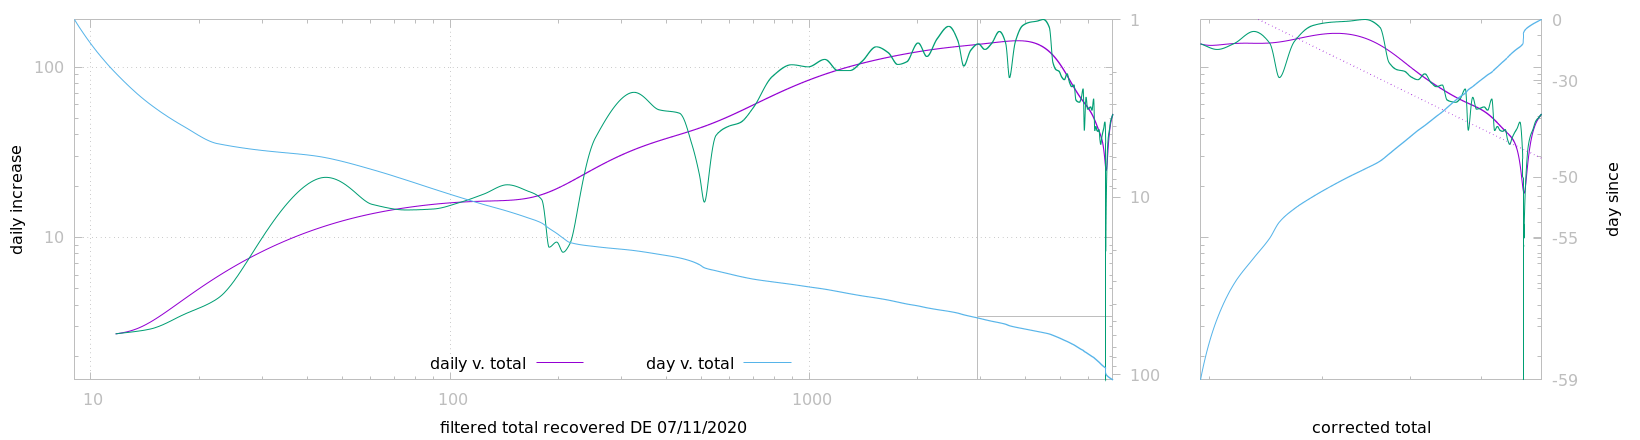 daily increase
100
10
daily v. total
day v. total
1
10
100
10
100
1000
filtered total recovered DE 07/11/2020
0
-30
-50
-55
-59
day since
corrected total